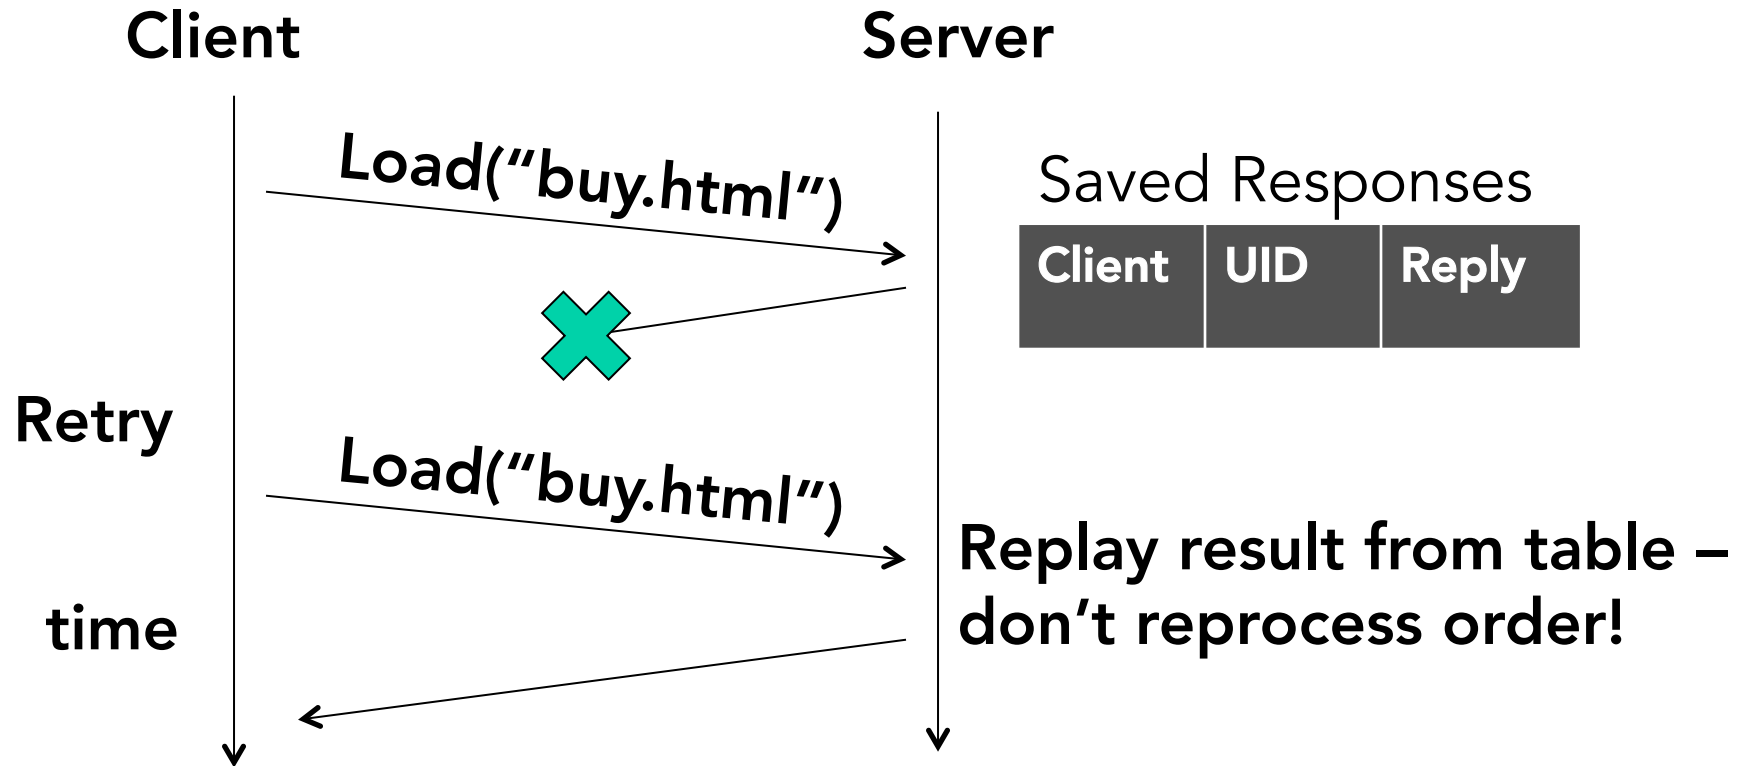 Client
Server
Load(“buy.html”)
Saved Responses
Client UID Reply
Retry
Load(“buy.html”)
Replay result from table –
don’t reprocess order!
time